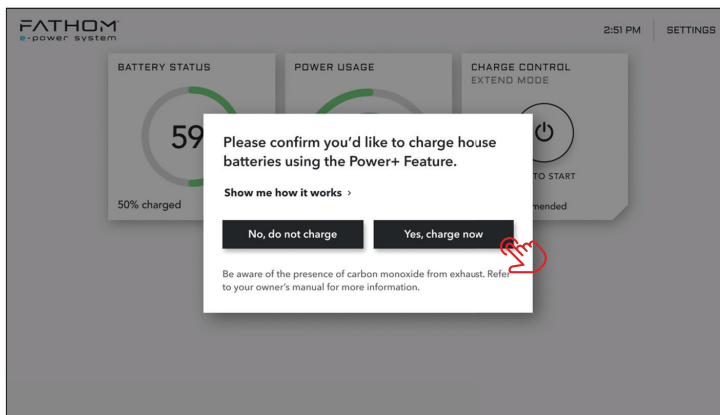 FATHOM
e-power system
2:51 PM
SETTINGS
BATTERY STATUS
POWER USAGE
CHARGE CONTROL
EXTEND MODE
59
TO START
50% charged
Please confirm you'd like to charge house
batteries using the Power+ Feature.
Show me how it works >
No, do not charge
Yes, charge now
Be aware of the presence of carbon monoxide from exhaust. Refer
to your owner's manual for more information.